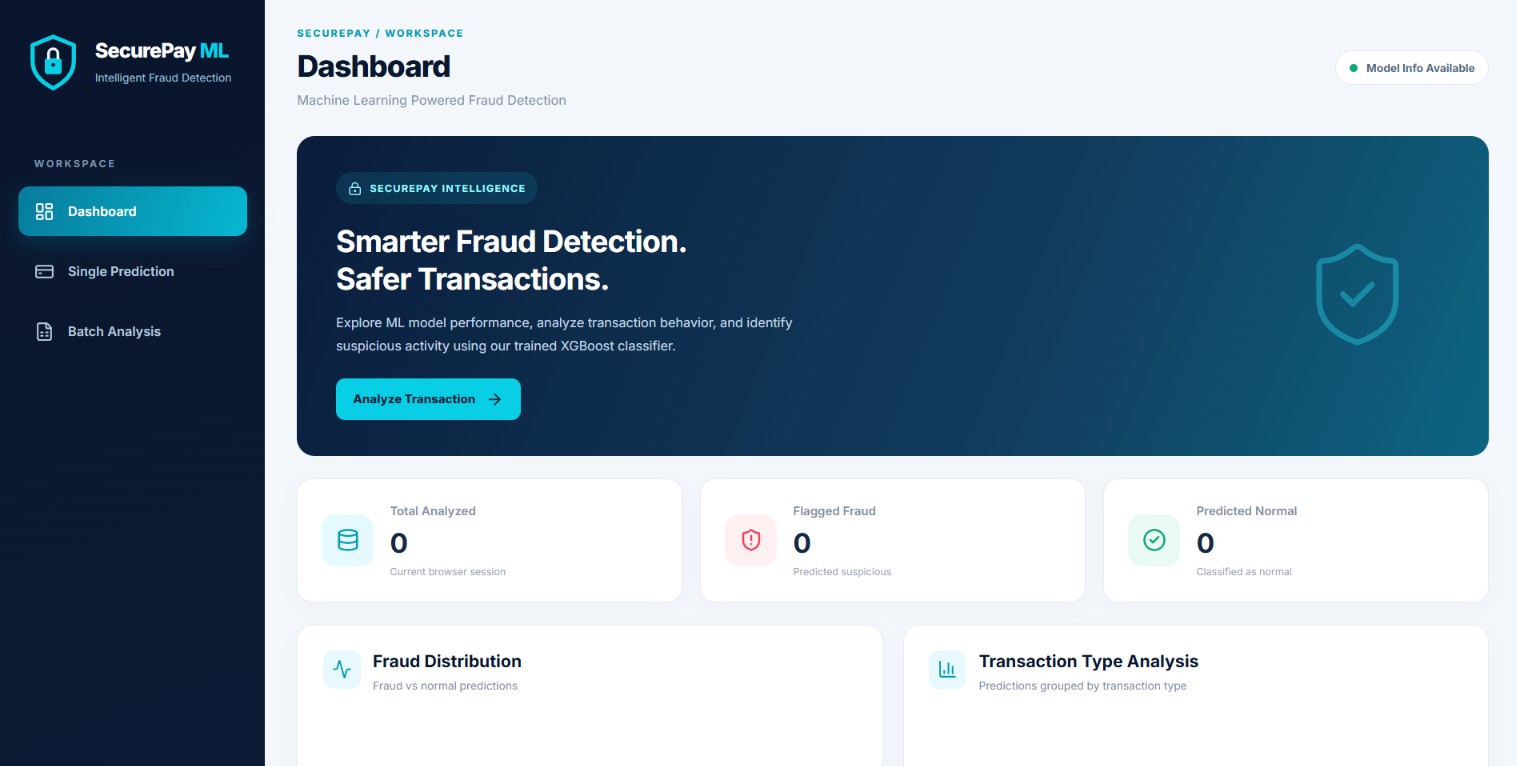 SecurePay ML
Intelligent Fraud Detection
WORKSPACE
Dashboard
Single Prediction
Batch Analysis
SECUREPAY / WORKSPACE
Dashboard
Machine Learning Powered Fraud Detection
Model Info Available
SECUREPAY INTELLIGENCE
Smarter Fraud Detection.
Safer Transactions.
Explore ML model performance, analyze transaction behavior, and identify
suspicious activity using our trained XGBoost classifier.
Analyze Transaction
Total Analyzed
0
Current browser session
Flagged Fraud
0
Predicted suspicious
Predicted Normal
0
Classified as normal
Fraud Distribution
Fraud vs normal predictions
Transaction Type Analysis
Predictions grouped by transaction type